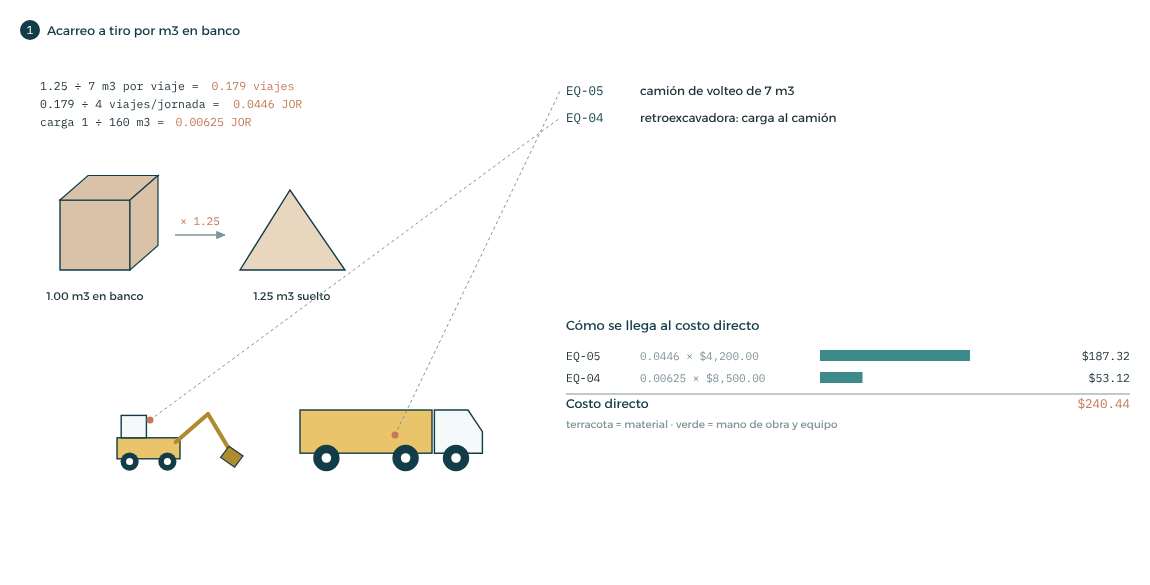 1 Acarreo a tiro por m3 en banco
1.25 ÷ 7 m3 por viaje = 0.179 viajes
0.179 ÷ 4 viajes/jornada = 0.0446 JOR
carga 1 ÷ 160 m3 = 0.00625 JOR
EQ-05 camión de volteo de 7 m3
EQ-04 retroexcavadora: carga al camión
× 1.25
1.00 m3 en banco
1.25 m3 suelto
Cómo se llega al costo directo
EQ-05 0.0446 × $4,200.00 $187.32
EQ-04 0.00625 × $8,500.00 $53.12
Costo directo $240.44
terracota = material · verde = mano de obra y equipo